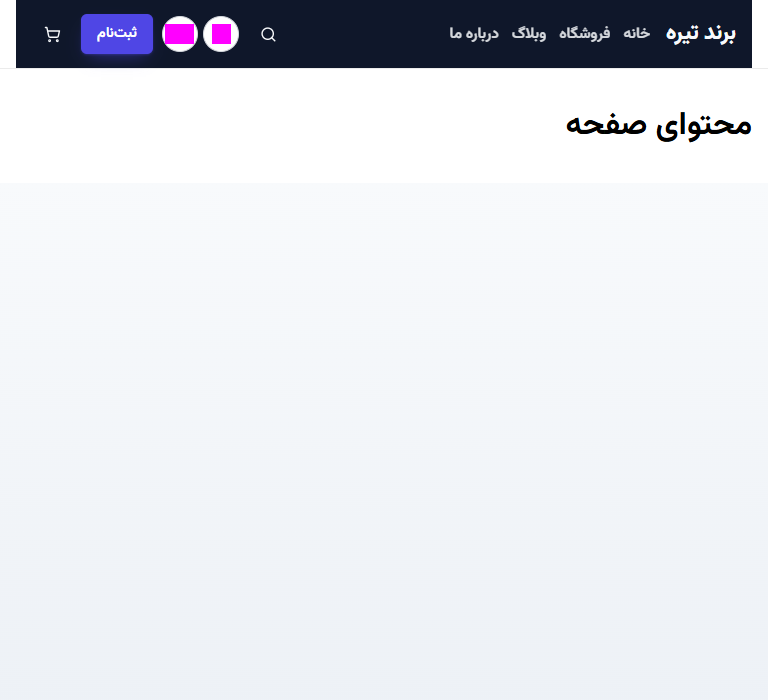 برند تیره
خانه
فروشگاه
وبلاگ
درباره ما
ثبت‌نام
محتوای صفحه